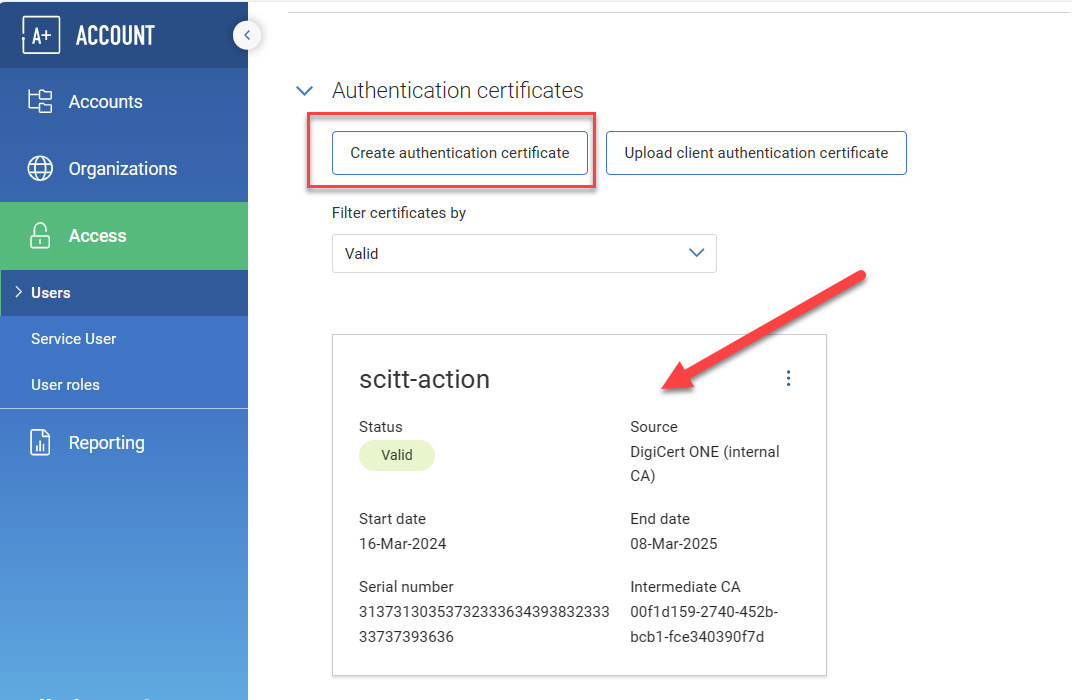 A+ ACCOUNT
Accounts
Organizations
Access
Users
Service User
User roles
Reporting
Authentication certificates
Create authentication certificate
Upload client authentication certificate
Filter certificates by
Valid
scitt-action
Status
Valid
Source
DigiCert ONE (internal
CA)
Start date
16-Mar-2024
End date
08-Mar-2025
Serial number
31373130353732333634393832333
33737393636
Intermediate CA
00f1d159-2740-452b-
bcb1-fce340390f7d